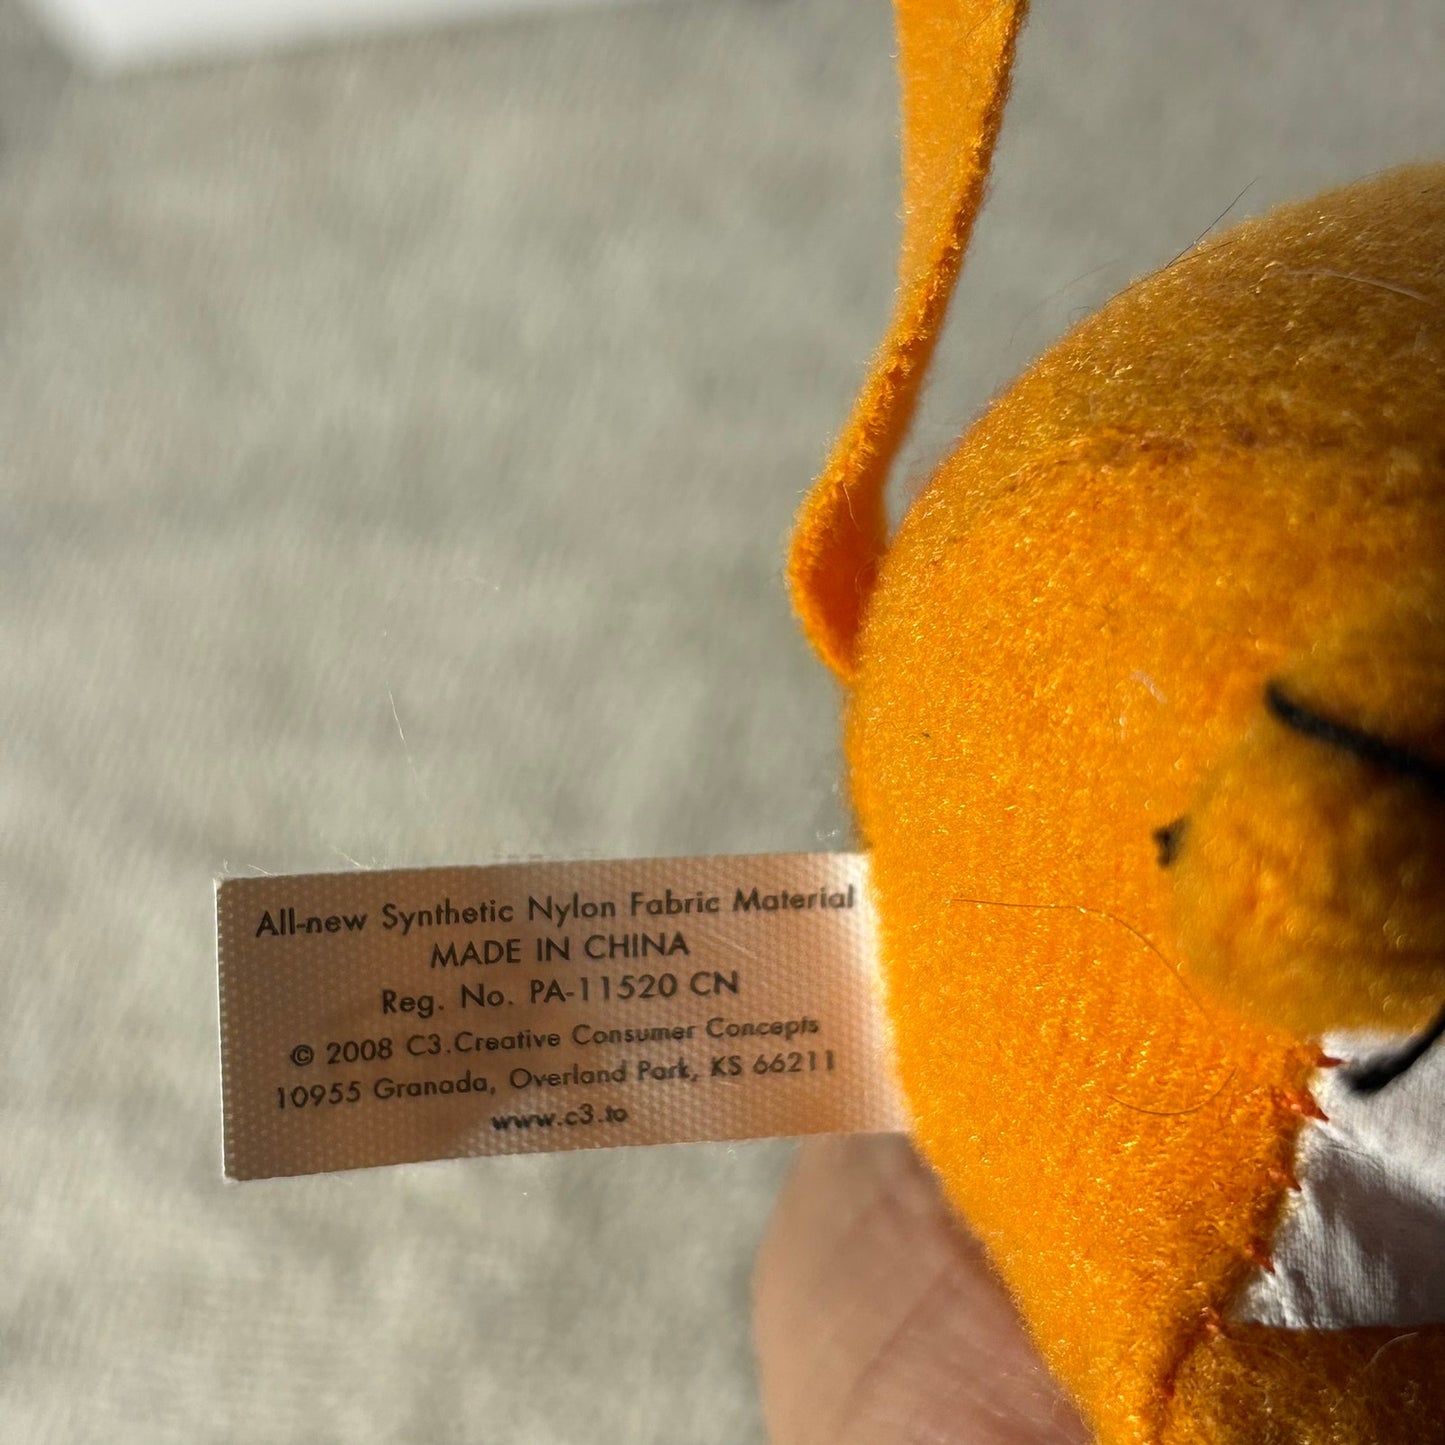 All-new Synthetic Nylon Fabric Material
MADE IN CHINA
Reg. No. PA-11520 CN
© 2008 C3.Creative Consumer Concepts
10955 Granada, Overland Park, KS 66211
www.c3.to